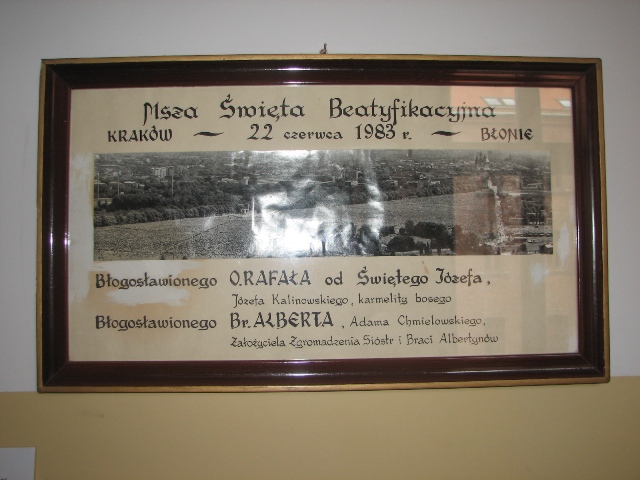 Msza Święta Beatyfikacyjna
KRAKÓW ~ 22 czerwca 1983 r. ~ BŁONIE
Błogosławionego O. RAFAŁA od Świętego Józefa,
Józefa Kalinowskiego, karmelity bosego
Błogosławionego Br. ALBERTA, Adama Chmielowskiego,
Założyciela Zgromadzenia Sióstr i Braci Albertynów